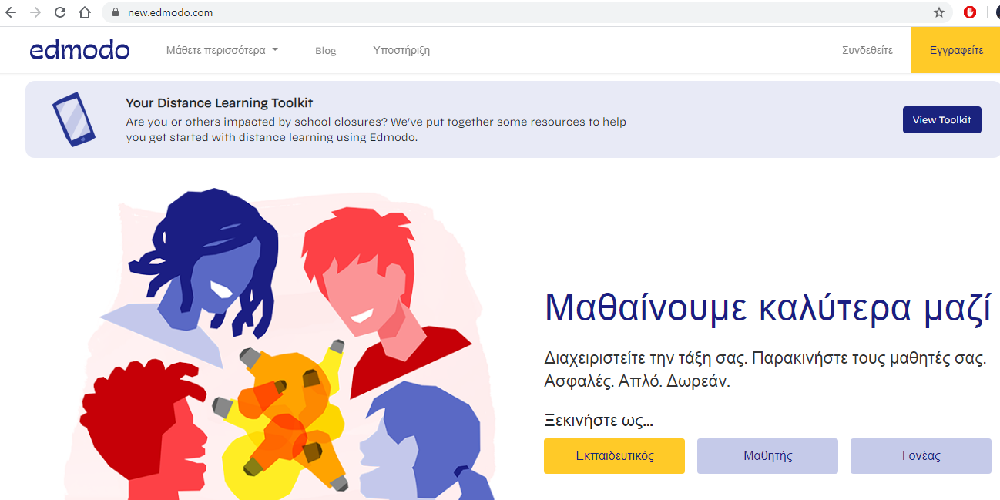 new.edmodo.com
edmodo Μάθετε περισσότερα Blog Υποστήριξη Συνδεθείτε Εγγραφείτε
Your Distance Learning Toolkit
Are you or others impacted by school closures? We've put together some resources to help
you get started with distance learning using Edmodo.
View Toolkit
Μαθαίνουμε καλύτερα μαζί
Διαχειριστείτε την τάξη σας. Παρακινήστε τους μαθητές σας.
Ασφαλές. Απλό. Δωρεάν.
Ξεκινήστε ως...
Εκπαιδευτικός Μαθητής Γονέας